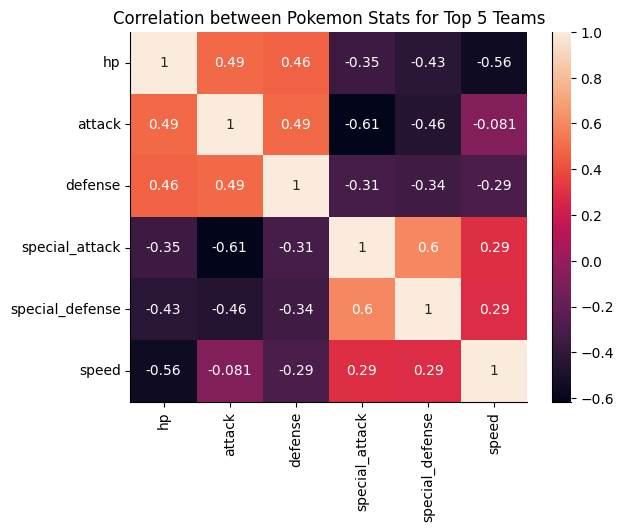 Correlation between Pokemon Stats for Top 5 Teams
hp 1 0.49 0.46 -0.35 -0.43 -0.56
attack 0.49 1 0.49 -0.61 -0.46 -0.081
defense 0.46 0.49 1 -0.31 -0.34 -0.29
special_attack -0.35 -0.61 -0.31 1 0.6 0.29
special_defense -0.43 -0.46 -0.34 0.6 1 0.29
speed -0.56 -0.081 -0.29 0.29 0.29 1
hp
attack
defense
special_attack
special_defense
speed
1.0
0.8
0.6
0.4
0.2
0.0
−0.2
−0.4
−0.6